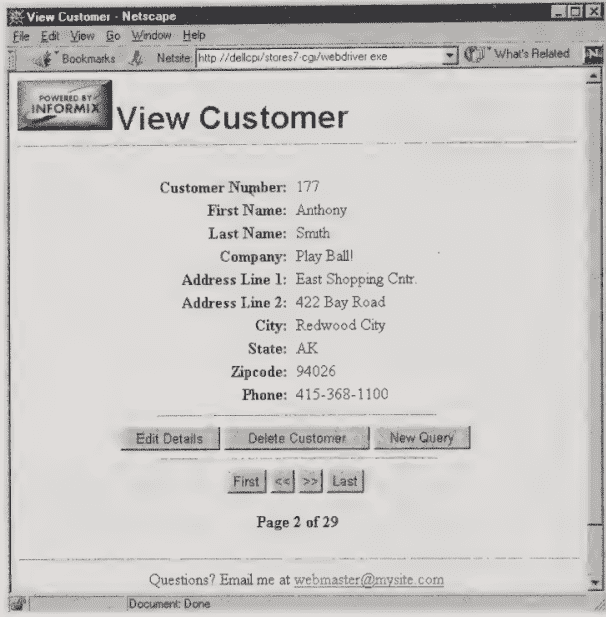 View Customer - Netscape
File Edit View Go Window Help
Bookmarks Netsite: http://dellcpi/stores7-cgi/webdriver.exe What's Related
POWERED BY
INFORMIX
View Customer
Customer Number: 177
First Name: Anthony
Last Name: Smith
Company: Play Ball!
Address Line 1: East Shopping Cntr.
Address Line 2: 422 Bay Road
City: Redwood City
State: AK
Zipcode: 94026
Phone: 415-368-1100
Edit Details Delete Customer New Query
First << >> Last
Page 2 of 29
Questions? Email me at webmaster@mysite.com
Document: Done